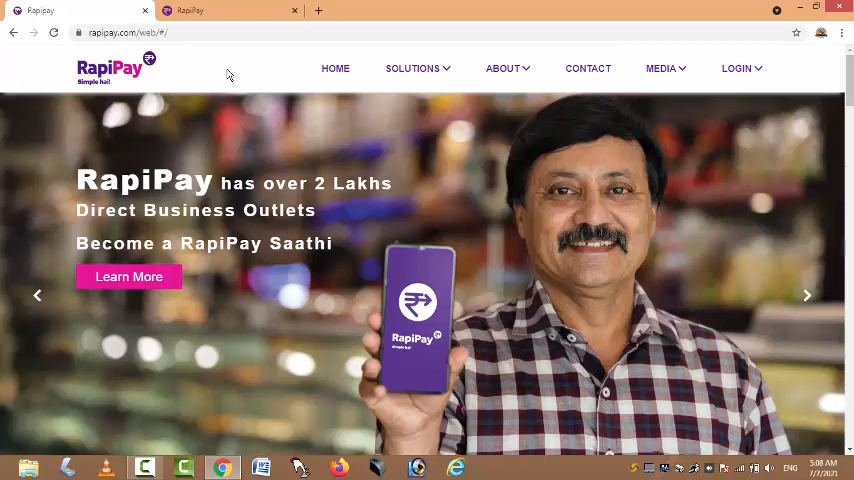 Rapipay
RapiPay
rapipay.com/web/#/
RapiPay
Simple hai!
HOME
SOLUTIONS
ABOUT
CONTACT
MEDIA
LOGIN
RapiPay has over 2 Lakhs
Direct Business Outlets
Become a RapiPay Saathi
Learn More
RapiPay
Simple hai!
ENG
5:08 AM
7/7/2021